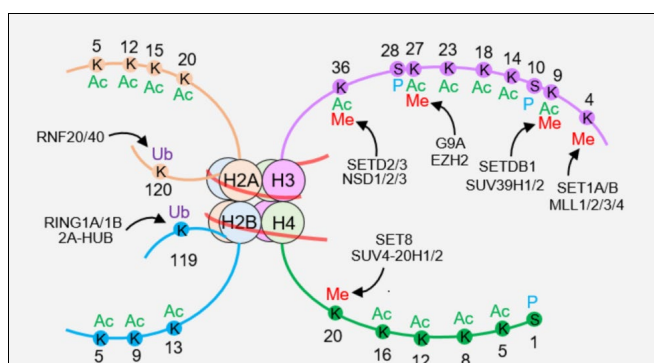 5 12 15 20
K K K K
Ac Ac Ac Ac
36 28 27 23 18 14 10 9 4
K S K K K K S K K
Ac P Ac Ac Ac Ac P Ac
Me Me Me Me
RNF20/40
Ub
K
120
G9A
EZH2
SETD2/3
NSD1/2/3
SETDB1
SUV39H1/2
SET1A/B
MLL1/2/3/4
H2A H3
H2B H4
RING1A/1B
2A-HUB
Ub
K
119
SET8
SUV4-20H1/2
Ac Ac Ac
K K K
5 9 13
Me Ac Ac Ac Ac P
K K K K K S
20 16 12 8 5 1